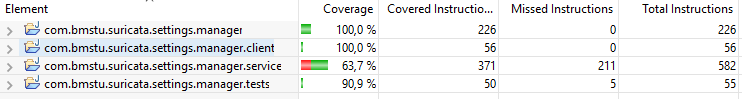 Element Coverage Covered Instructio... Missed Instructions Total Instructions
com.bmstu.suricata.settings.manager 100,0 % 226 0 226
com.bmstu.suricata.settings.manager.client 100,0 % 56 0 56
com.bmstu.suricata.settings.manager.service 63,7 % 371 211 582
com.bmstu.suricata.settings.manager.tests 90,9 % 50 5 55